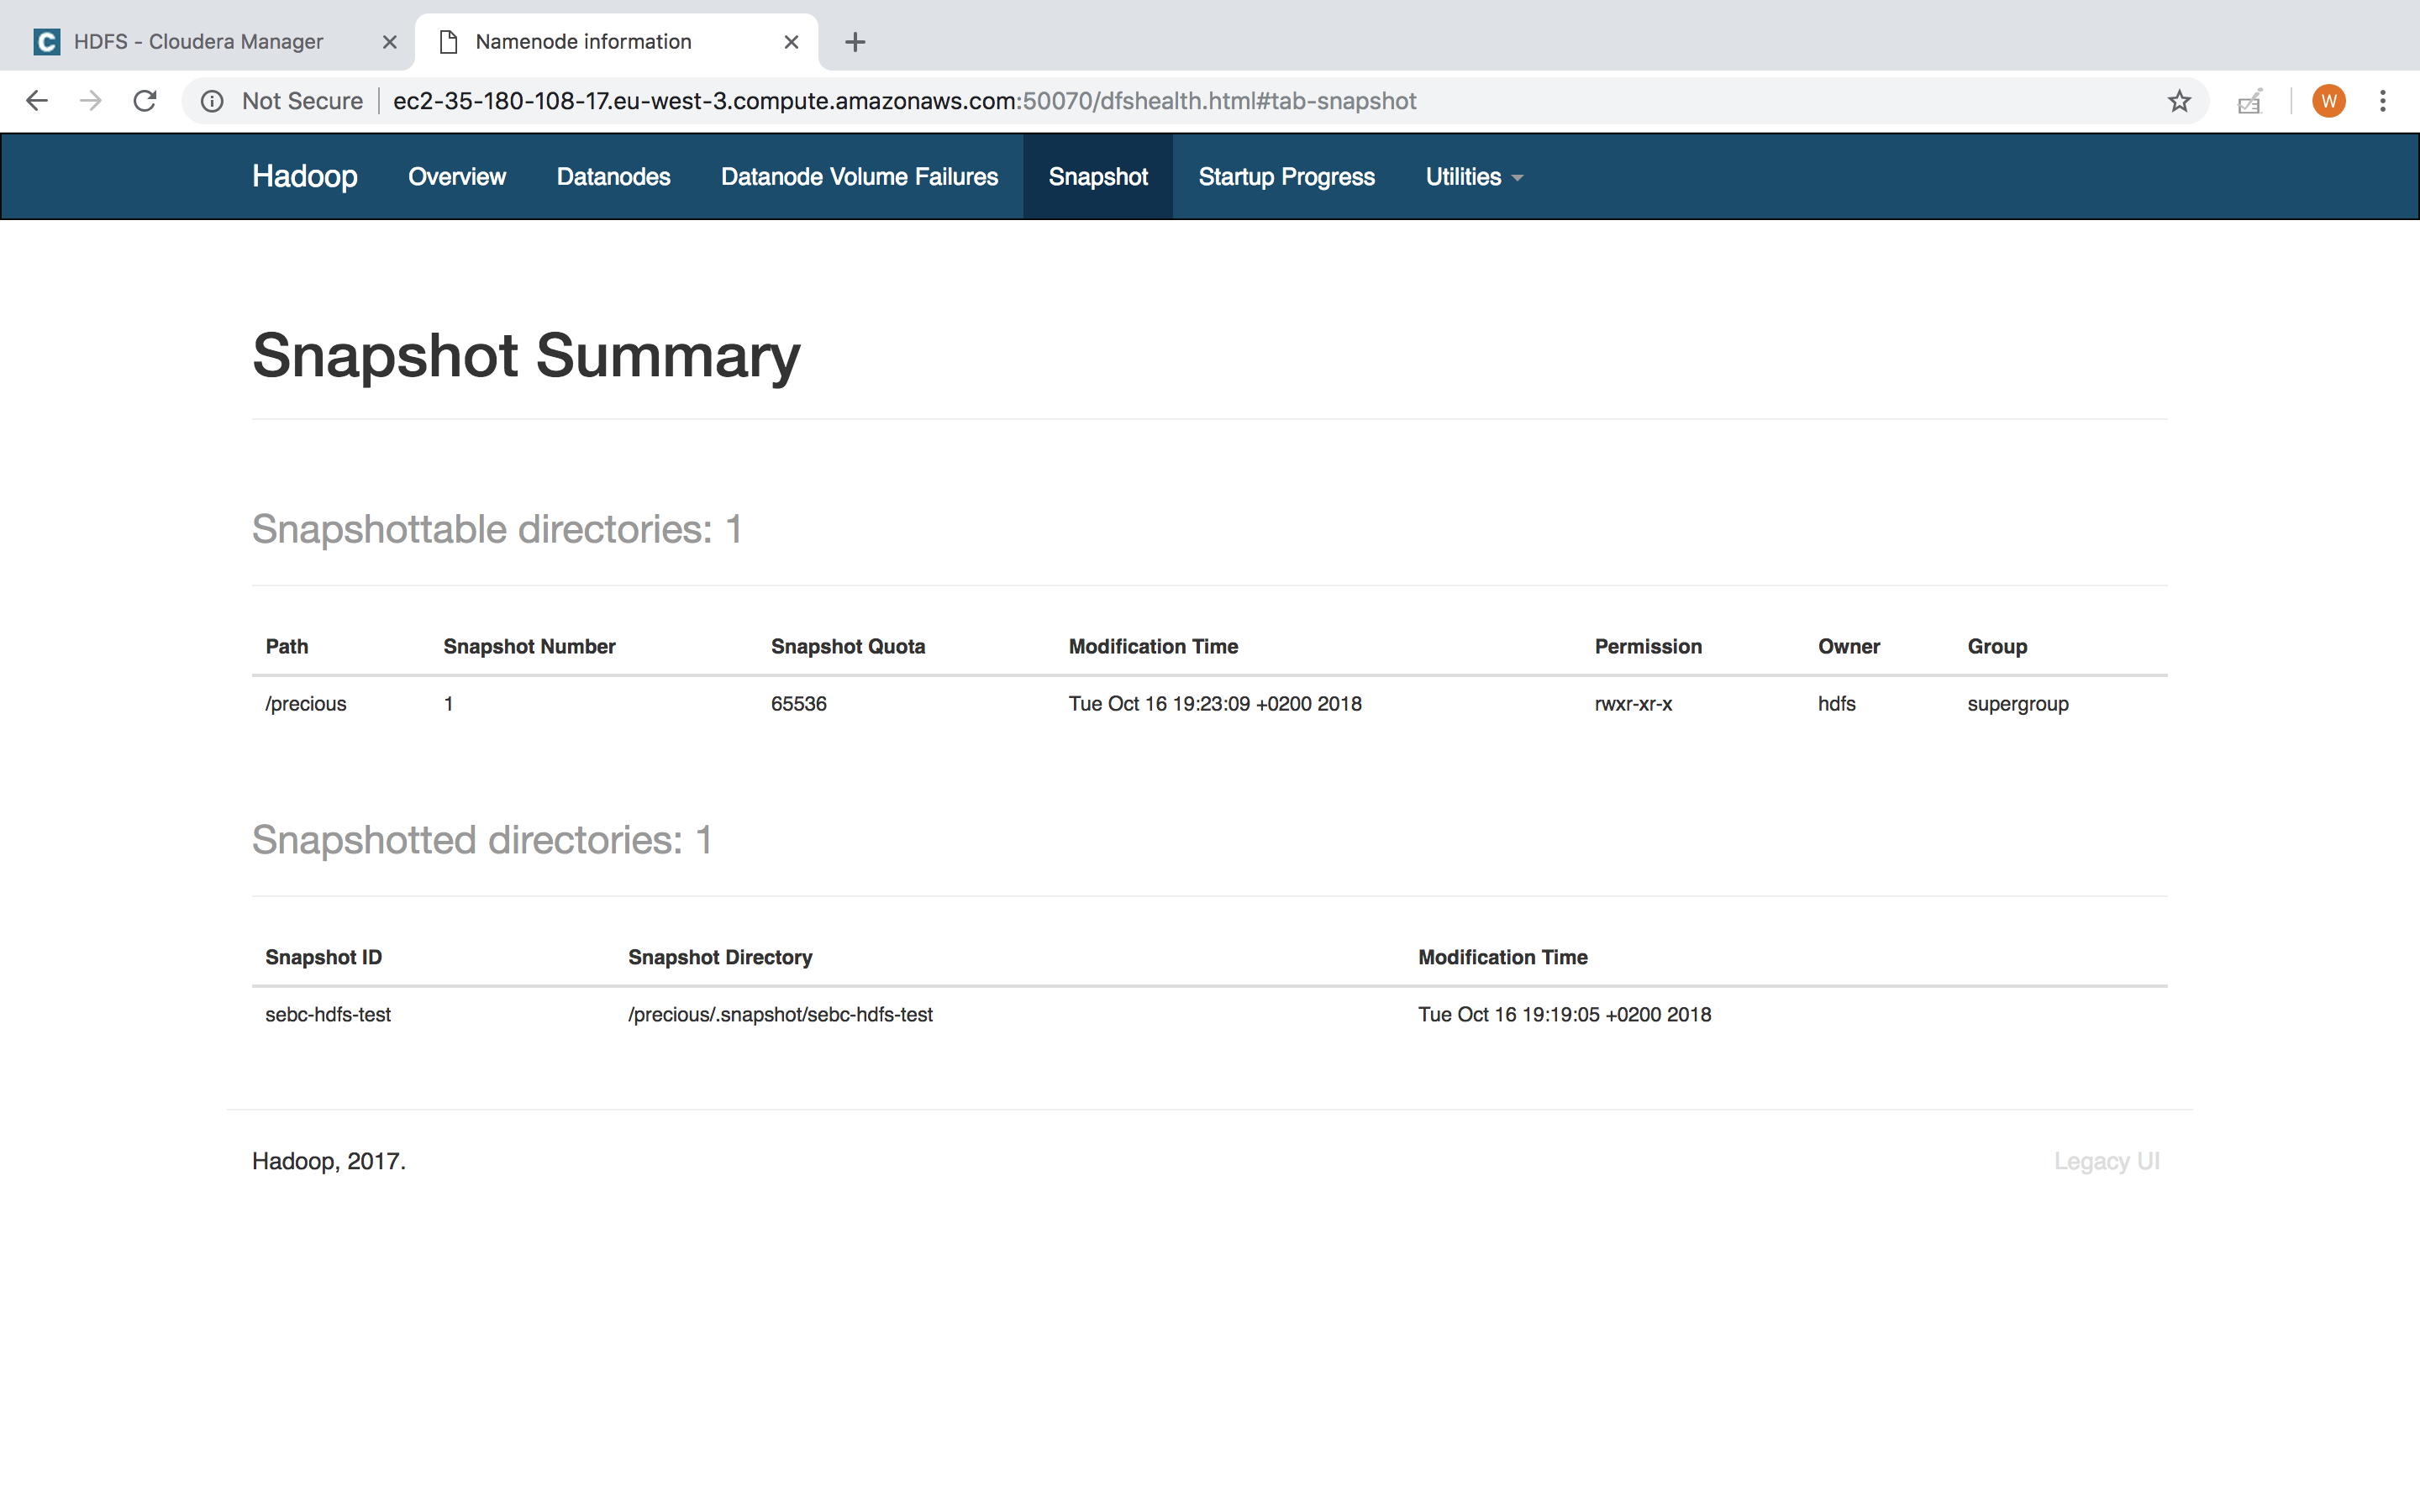 C HDFS - Cloudera Manager Namenode information
Not Secure ec2-35-180-108-17.eu-west-3.compute.amazonaws.com:50070/dfshealth.html#tab-snapshot W
Hadoop Overview Datanodes Datanode Volume Failures Snapshot Startup Progress Utilities
Snapshot Summary
Snapshottable directories: 1
Path Snapshot Number Snapshot Quota Modification Time Permission Owner Group
/precious 1 65536 Tue Oct 16 19:23:09 +0200 2018 rwxr-xr-x hdfs supergroup
Snapshotted directories: 1
Snapshot ID Snapshot Directory Modification Time
sebc-hdfs-test /precious/.snapshot/sebc-hdfs-test Tue Oct 16 19:19:05 +0200 2018
Hadoop, 2017. Legacy UI